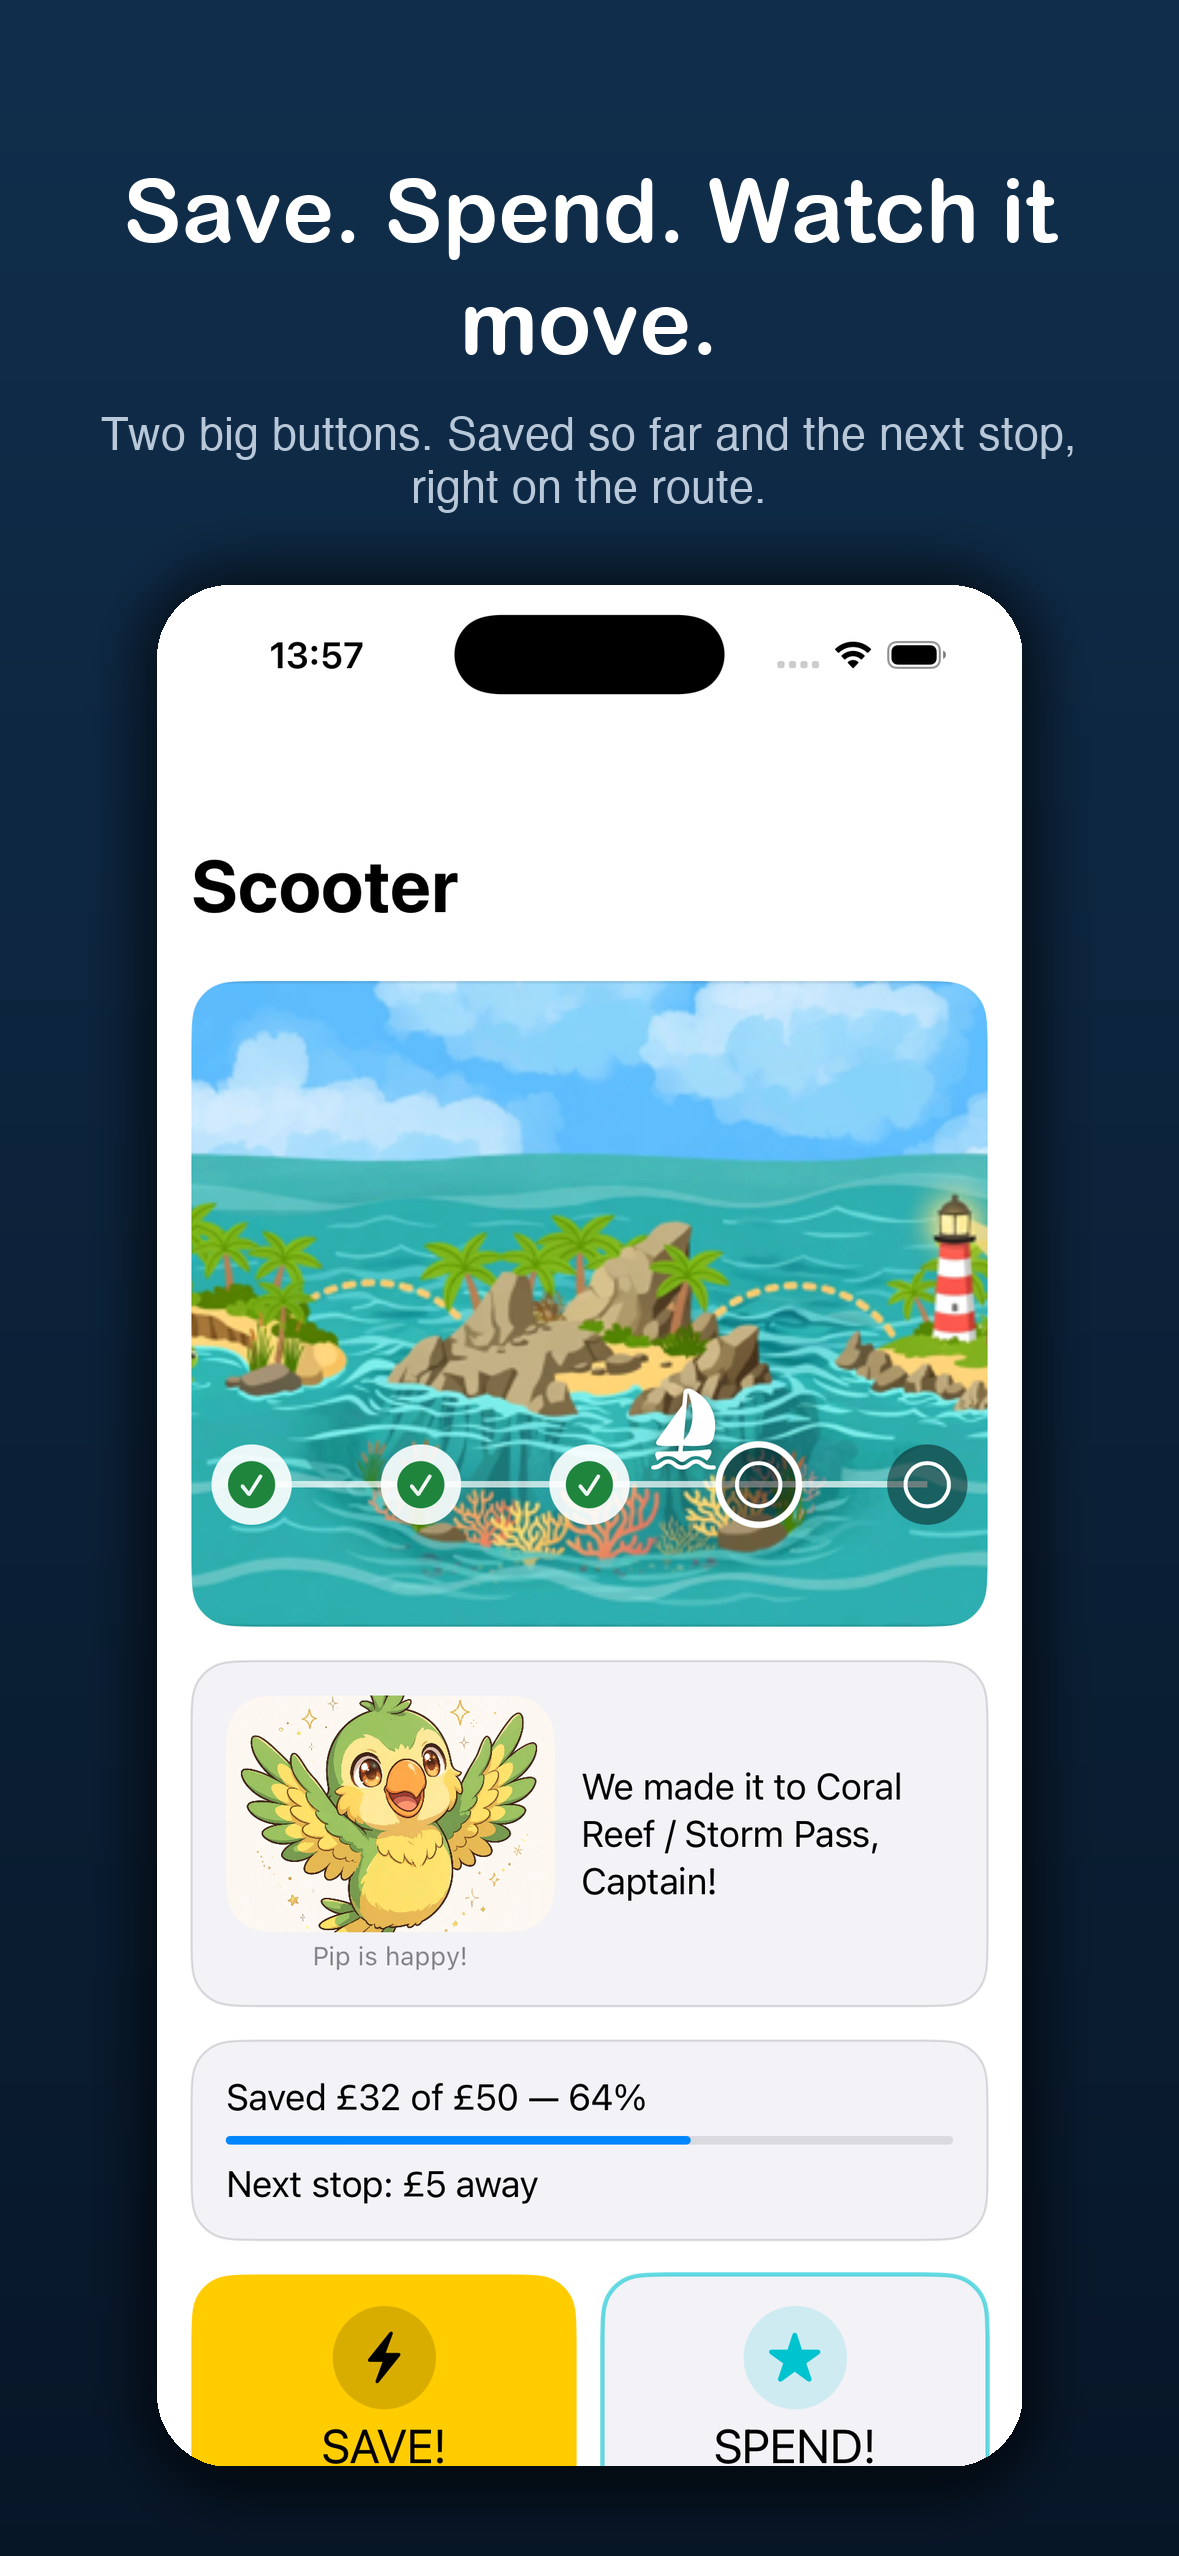 Save. Spend. Watch it
move.
Two big buttons. Saved so far and the next stop,
right on the route.
13:57
Scooter
We made it to Coral
Reef / Storm Pass,
Captain!
Pip is happy!
Saved £32 of £50 — 64%
Next stop: £5 away
SAVE!
SPEND!